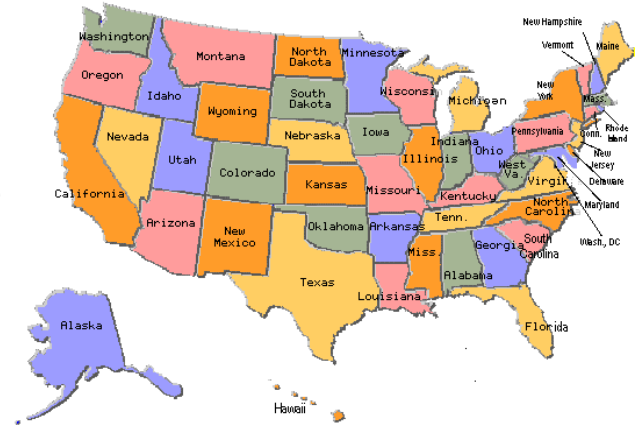 New Hampshire
Washington
Vermont
Maine
Montana
North
Dakota
Minnesota
Oregon
Wisconsi
New
York
Mass.
Idaho
South
Dakota
Michigan
Wyoming
Rhode
Island
Conn.
Pennsylvania
Nevada
Nebraska
Iowa
Indiana
Ohio
New
Jersey
Illinois
Utah
Colorado
West
Va.
Delaware
Virgin
California
Kansas
Missouri
Kentucky
Maryland
North
Carolin
Arizona
New
Mexico
Oklahoma
Arkansas
Tenn.
Wash., DC
South
Carolina
Georgia
Miss.
Alabama
Texas
Louisiana
Alaska
Florida
Hawaii